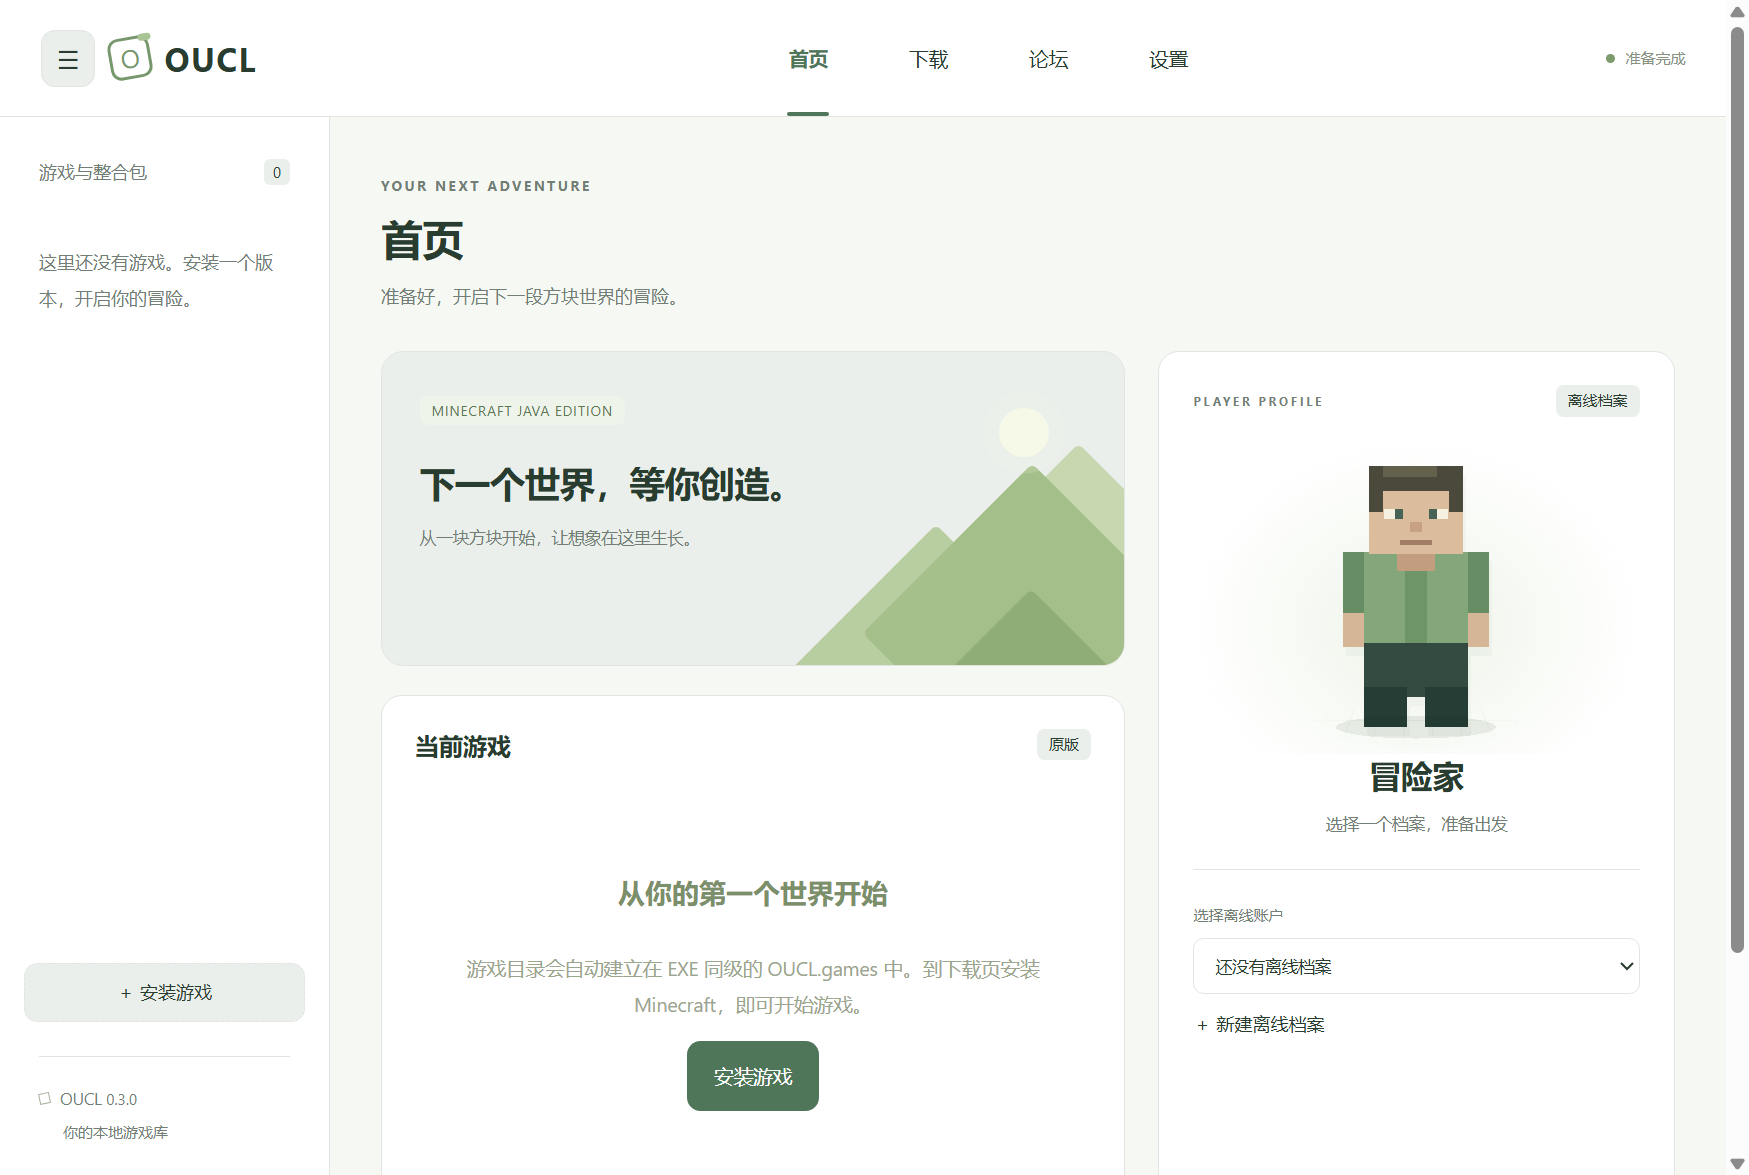 ☰ OUCL
首页
下载
论坛
设置
准备完成
游戏与整合包
0
这里还没有游戏。安装一个版
本，开启你的冒险。
+ 安装游戏
OUCL 0.3.0
你的本地游戏库
YOUR NEXT ADVENTURE
首页
准备好，开启下一段方块世界的冒险。
MINECRAFT JAVA EDITION
下一个世界，等你创造。
从一块方块开始，让想象在这里生长。
当前游戏
原版
从你的第一个世界开始
游戏目录会自动建立在 EXE 同级的 OUCL.games 中。到下载页安装
Minecraft，即可开始游戏。
安装游戏
PLAYER PROFILE
离线档案
冒险家
选择一个档案，准备出发
选择离线账户
还没有离线档案
+ 新建离线档案